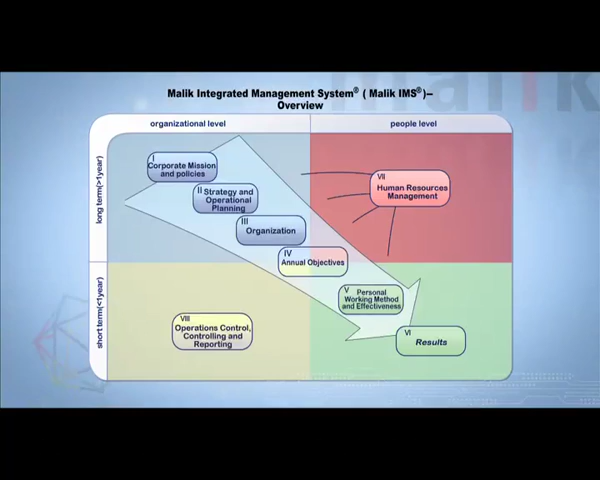 malik
Malik Integrated Management System® ( Malik IMS®)–
Overview
organizational level
people level
long term(>1year)
short term(<1year)
I
Corporate Mission
and policies
II
Strategy and
Operational
Planning
III
Organization
IV
Annual Objectives
V
Personal
Working Method
and Effectiveness
VI
Results
VII
Human Resources
Management
VIII
Operations Control,
Controlling and
Reporting